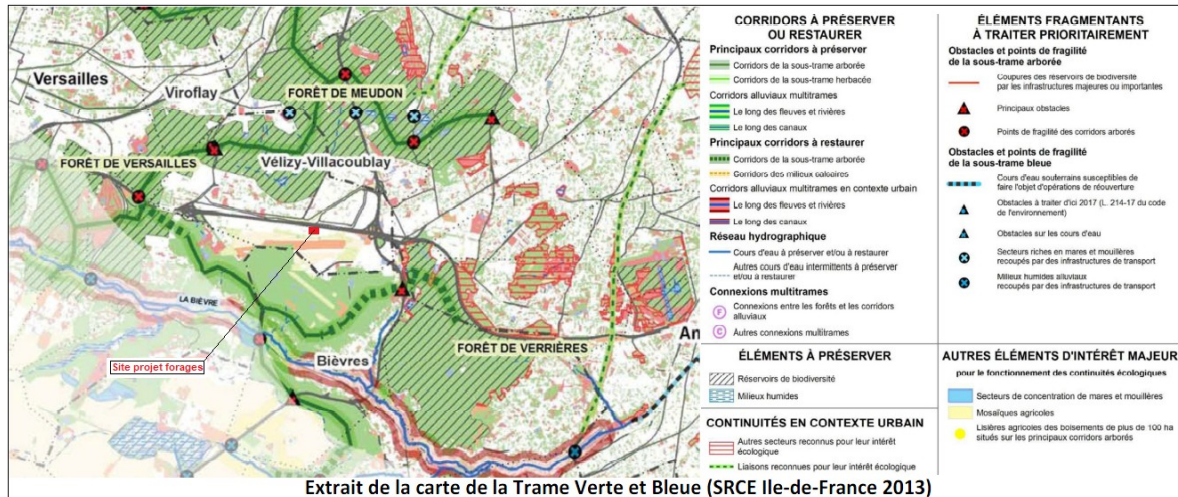 Versailles
Viroflay
FORÊT DE MEUDON
FORÊT DE VERSAILLES
Vélizy-Villacoublay
LA BIÈVRE
Bièvres
FORÊT DE VERRIÈRES
An
Site projet forages
CORRIDORS À PRÉSERVER
OU RESTAURER
Principaux corridors à préserver
Corridors de la sous-trame arborée
Corridors de la sous-trame herbacée
Corridors alluviaux multitrames
Le long des fleuves et rivières
Le long des canaux
Principaux corridors à restaurer
Corridors de la sous-trame arborée
Corridors des milieux calcaires
Corridors alluviaux multitrames en contexte urbain
Le long des fleuves et rivières
Le long des canaux
Réseau hydrographique
Cours d'eau à préserver et/ou à restaurer
Autres cours d'eau intermittents à préserver
et/ou à restaurer
Connexions multitrames
F
Connexions entre les forêts et les corridors
alluviaux
C
Autres connexions multitrames
ÉLÉMENTS À PRÉSERVER
Réservoirs de biodiversité
Milieux humides
CONTINUITÉS EN CONTEXTE URBAIN
Autres secteurs reconnus pour leur intérêt
écologique
Liaisons reconnues pour leur intérêt écologique
ÉLÉMENTS FRAGMENTANTS
À TRAITER PRIORITAIREMENT
Obstacles et points de fragilité
de la sous-trame arborée
Coupures des réservoirs de biodiversité
par les infrastructures majeures ou importantes
Principaux obstacles
Points de fragilité des corridors arborés
Obstacles et points de fragilité
de la sous-trame bleue
Cours d'eau souterrains susceptibles de
faire l'objet d'opérations de réouverture
Obstacles à traiter d'ici 2017 (L. 214-17 du code
de l'environnement)
Obstacles sur les cours d'eau
Secteurs riches en mares et mouillères
recoupés par des infrastructures de transport
Milieux humides alluviaux
recoupés par des infrastructures de transport
AUTRES ÉLÉMENTS D'INTÉRÊT MAJEUR
pour le fonctionnement des continuités écologiques
Secteurs de concentration de mares et mouillères
Mosaïques agricoles
Lisières agricoles des boisements de plus de 100 ha
situés sur les principaux corridors arborés
Extrait de la carte de la Trame Verte et Bleue (SRCE Ile-de-France 2013)